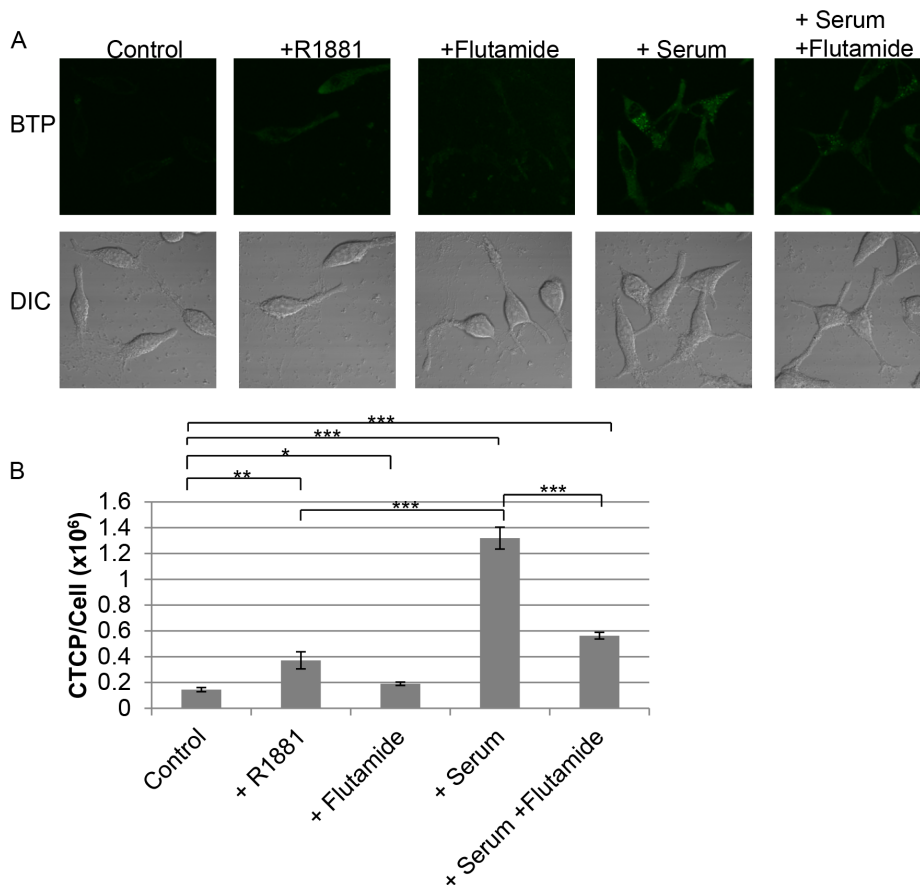 A
Control
+R1881
+Flutamide
+ Serum
+ Serum
+Flutamide
BTP
DIC
B
***
***
*
**
***
***
CTCP/Cell (x10⁶)
1.6
1.4
1.2
1
0.8
0.6
0.4
0.2
0
Control
+ R1881
+ Flutamide
+ Serum
+ Serum +Flutamide